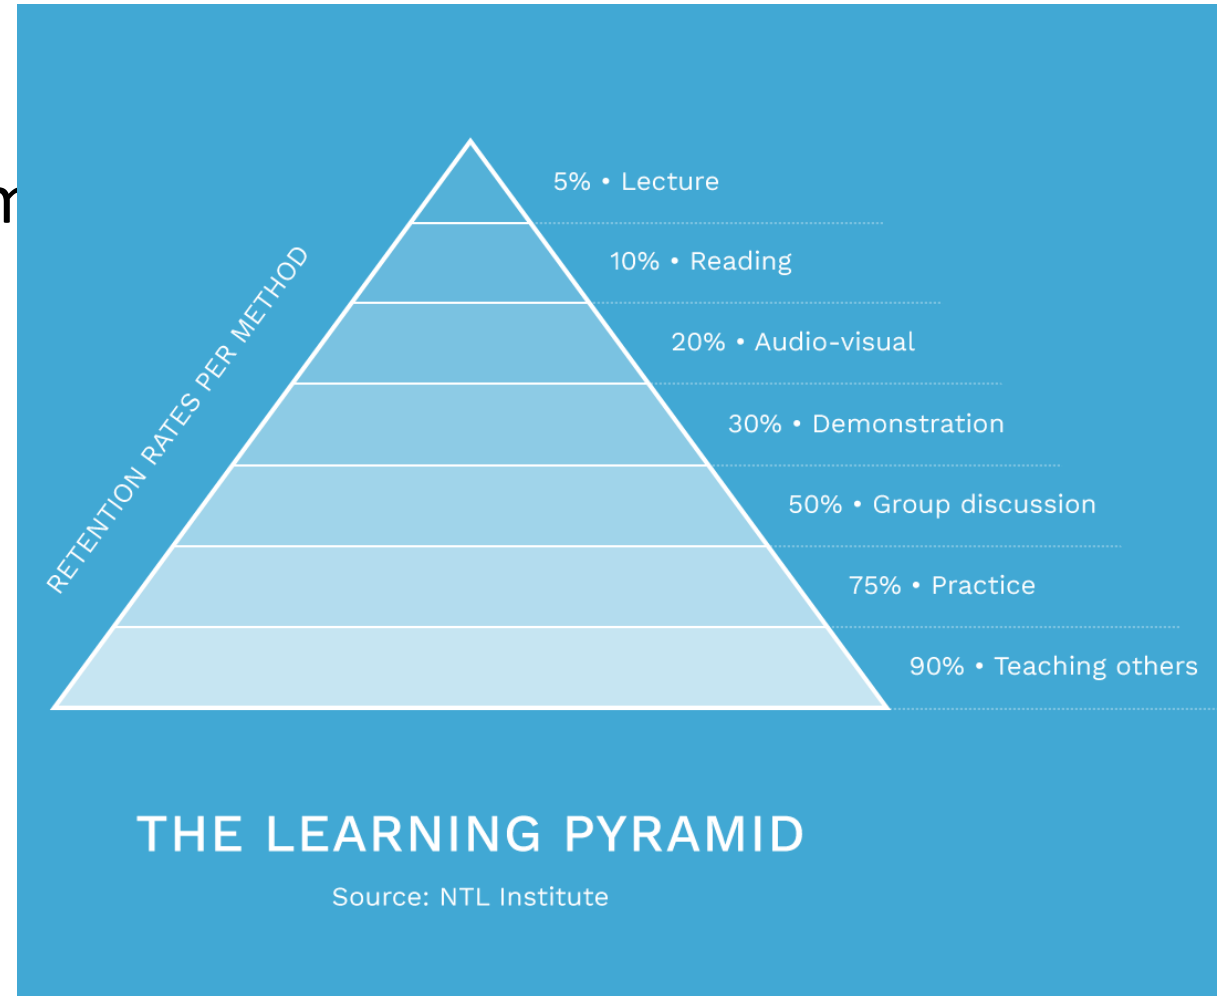 5% • Lecture
10% • Reading
RETENTION RATES PER METHOD
20% • Audio-visual
30% • Demonstration
50% • Group discussion
75% • Practice
90% • Teaching others
THE LEARNING PYRAMID
Source: NTL Institute